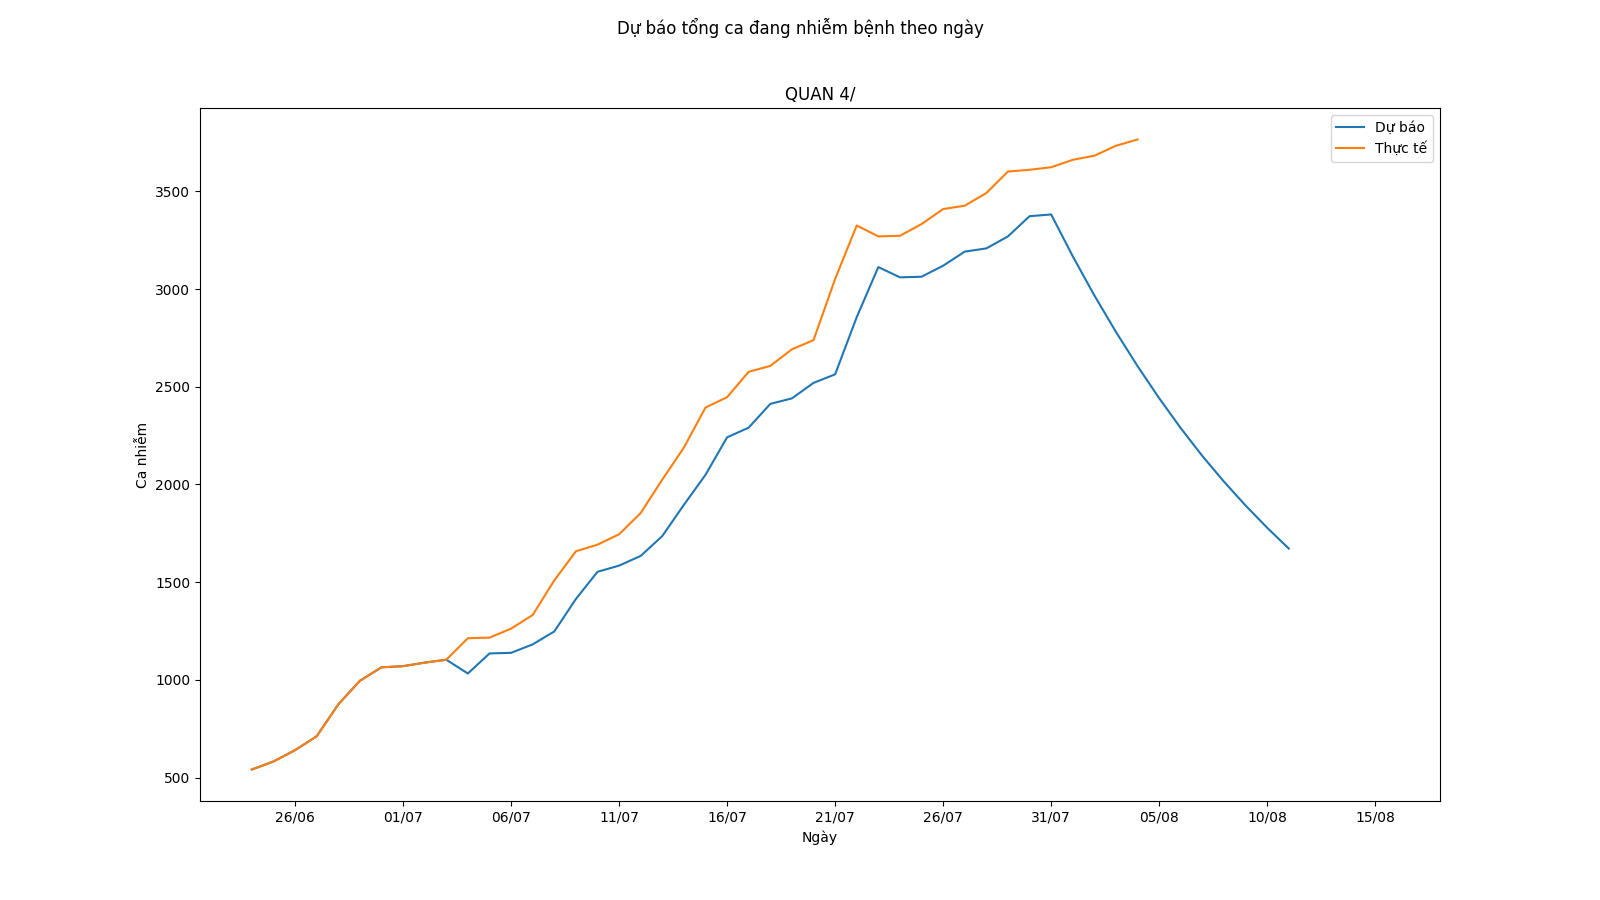 Dự báo tổng ca đang nhiễm bệnh theo ngày
QUAN 4/
Dự báo
Thực tế
3500
3000
2500
2000
1500
1000
500
Ca nhiễm
26/06 01/07 06/07 11/07 16/07 21/07 26/07 31/07 05/08 10/08 15/08
Ngày